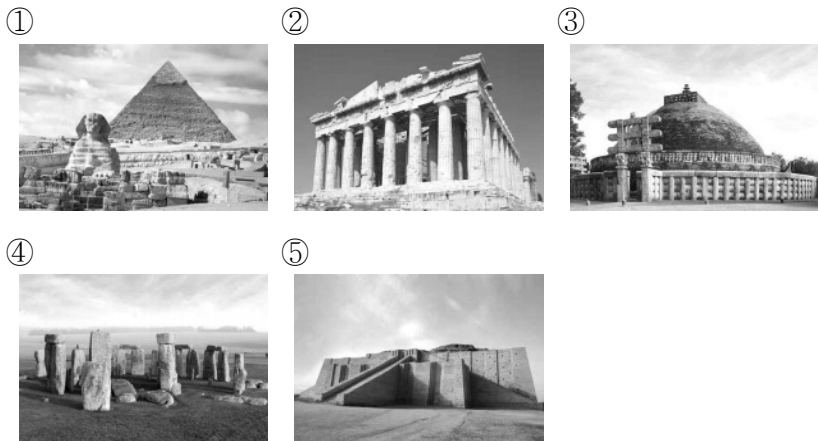 ① ② ③
④ ⑤